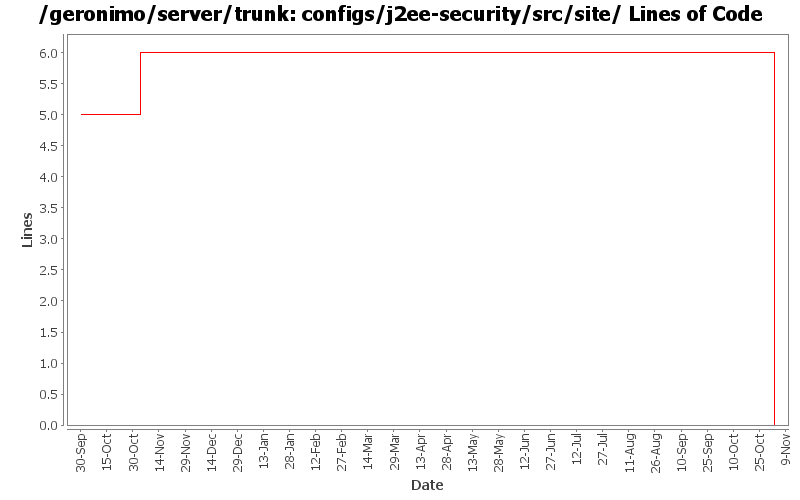 /geronimo/server/trunk: configs/j2ee-security/src/site/ Lines of Code
6.0
5.5
5.0
4.5
4.0
3.5
3.0
2.5
2.0
1.5
1.0
0.5
0.0
Lines
30-Sep
15-Oct
30-Oct
14-Nov
29-Nov
14-Dec
29-Dec
13-Jan
28-Jan
12-Feb
27-Feb
14-Mar
29-Mar
13-Apr
28-Apr
13-May
28-May
12-Jun
27-Jun
12-Jul
27-Jul
11-Aug
26-Aug
10-Sep
25-Sep
10-Oct
25-Oct
9-Nov
Date